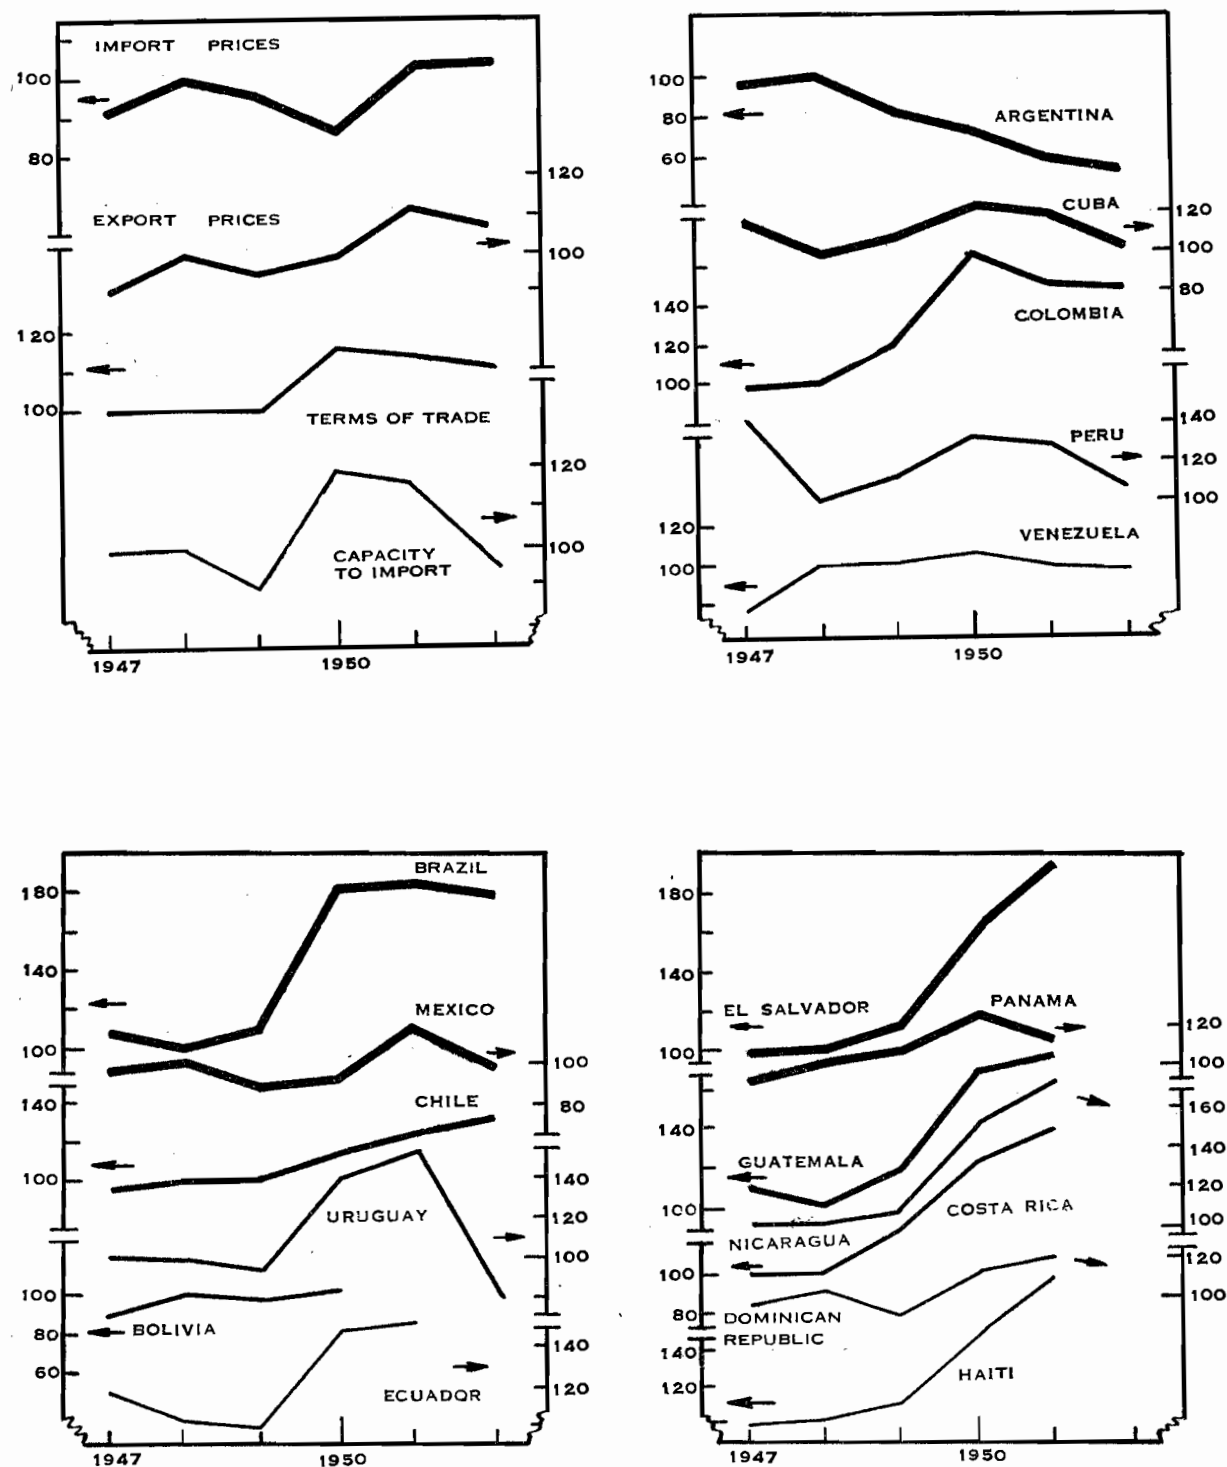 IMPORT PRICES
100
80
120
EXPORT PRICES
100
120
100
TERMS OF TRADE
120
100
CAPACITY
TO IMPORT
1947 1950
100
80
60
ARGENTINA
CUBA
120
100
80
140
120
100
COLOMBIA
PERU
140
120
100
120
100
VENEZUELA
1947 1950
BRAZIL
180
140
100
MEXICO
100
80
140
100
CHILE
140
120
100
URUGUAY
100
80
60
BOLIVIA
140
120
ECUADOR
1947 1950
180
140
100
EL SALVADOR
PANAMA
120
100
160
140
120
100
140
100
GUATEMALA
COSTA RICA
NICARAGUA
100
80
120
100
DOMINICAN
REPUBLIC
140
120
HAITI
1947 1950